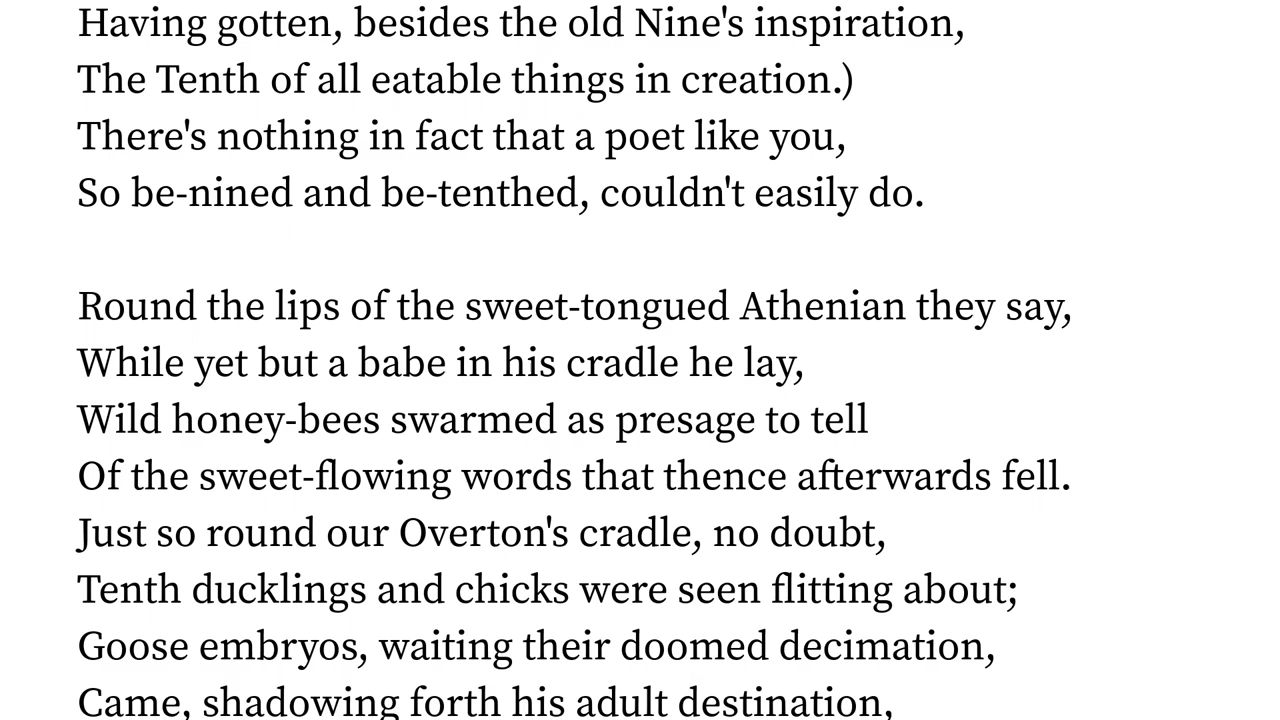 Having gotten, besides the old Nine's inspiration,
The Tenth of all eatable things in creation.)
There's nothing in fact that a poet like you,
So be-nined and be-tenthed, couldn't easily do.
Round the lips of the sweet-tongued Athenian they say,
While yet but a babe in his cradle he lay,
Wild honey-bees swarmed as presage to tell
Of the sweet-flowing words that thence afterwards fell.
Just so round our Overton's cradle, no doubt,
Tenth ducklings and chicks were seen flitting about;
Goose embryos, waiting their doomed decimation,
Came, shadowing forth his adult destination,